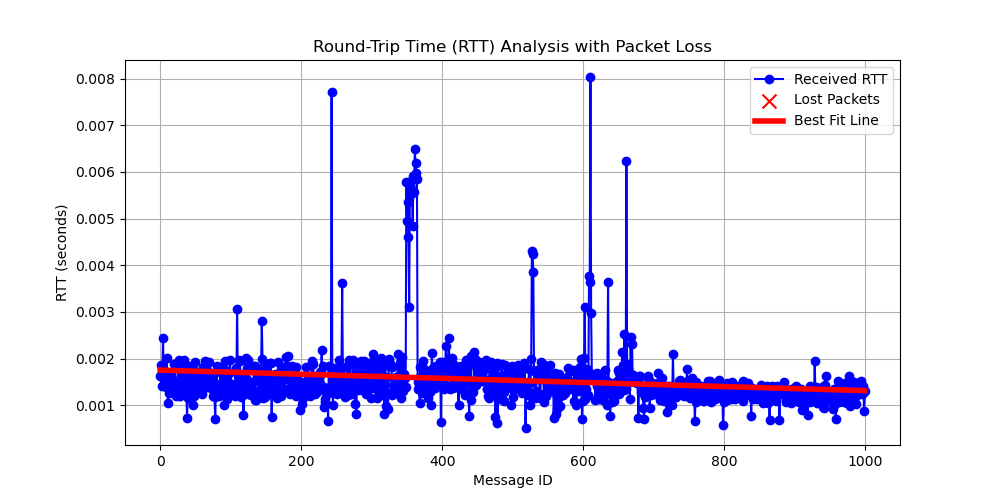 Round-Trip Time (RTT) Analysis with Packet Loss
Received RTT
Lost Packets
Best Fit Line
RTT (seconds)
0.008
0.007
0.006
0.005
0.004
0.003
0.002
0.001
0 200 400 600 800 1000
Message ID